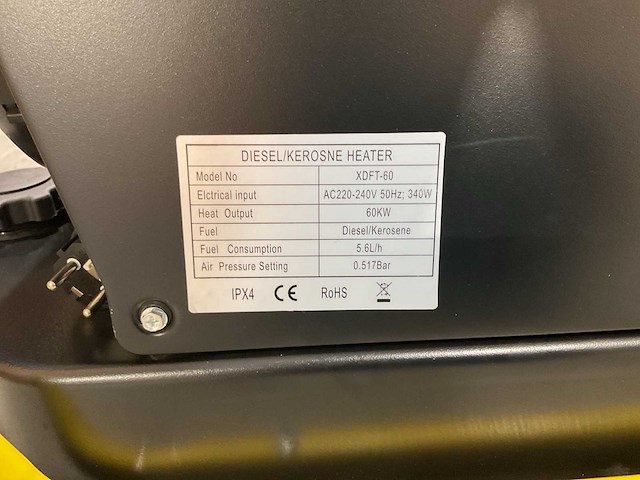 DIESEL/KEROSNE HEATER
Model No XDFT-60
Elctrical input AC220-240V 50Hz; 340W
Heat Output 60KW
Fuel Diesel/Kerosene
Fuel Consumption 5.6L/h
Air Pressure Setting 0.517Bar
IPX4 CE RoHS